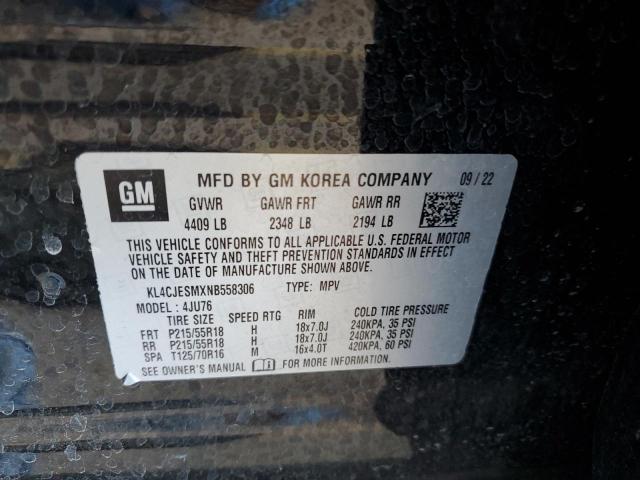 GM MFD BY GM KOREA COMPANY 09/22
GVWR GAWR FRT GAWR RR
4409 LB 2348 LB 2194 LB
THIS VEHICLE CONFORMS TO ALL APPLICABLE U.S. FEDERAL MOTOR
VEHICLE SAFETY AND THEFT PREVENTION STANDARDS IN EFFECT
ON THE DATE OF MANUFACTURE SHOWN ABOVE.
KL4CJESMXNB558306 TYPE: MPV
MODEL: 4JU76
TIRE SIZE SPEED RTG RIM COLD TIRE PRESSURE
FRT P215/55R18 H 18x7.0J 240KPA, 35 PSI
RR P215/55R18 H 18x7.0J 240KPA, 35 PSI
SPA T125/70R16 M 16x4.0T 420KPA, 60 PSI
SEE OWNER'S MANUAL FOR MORE INFORMATION.